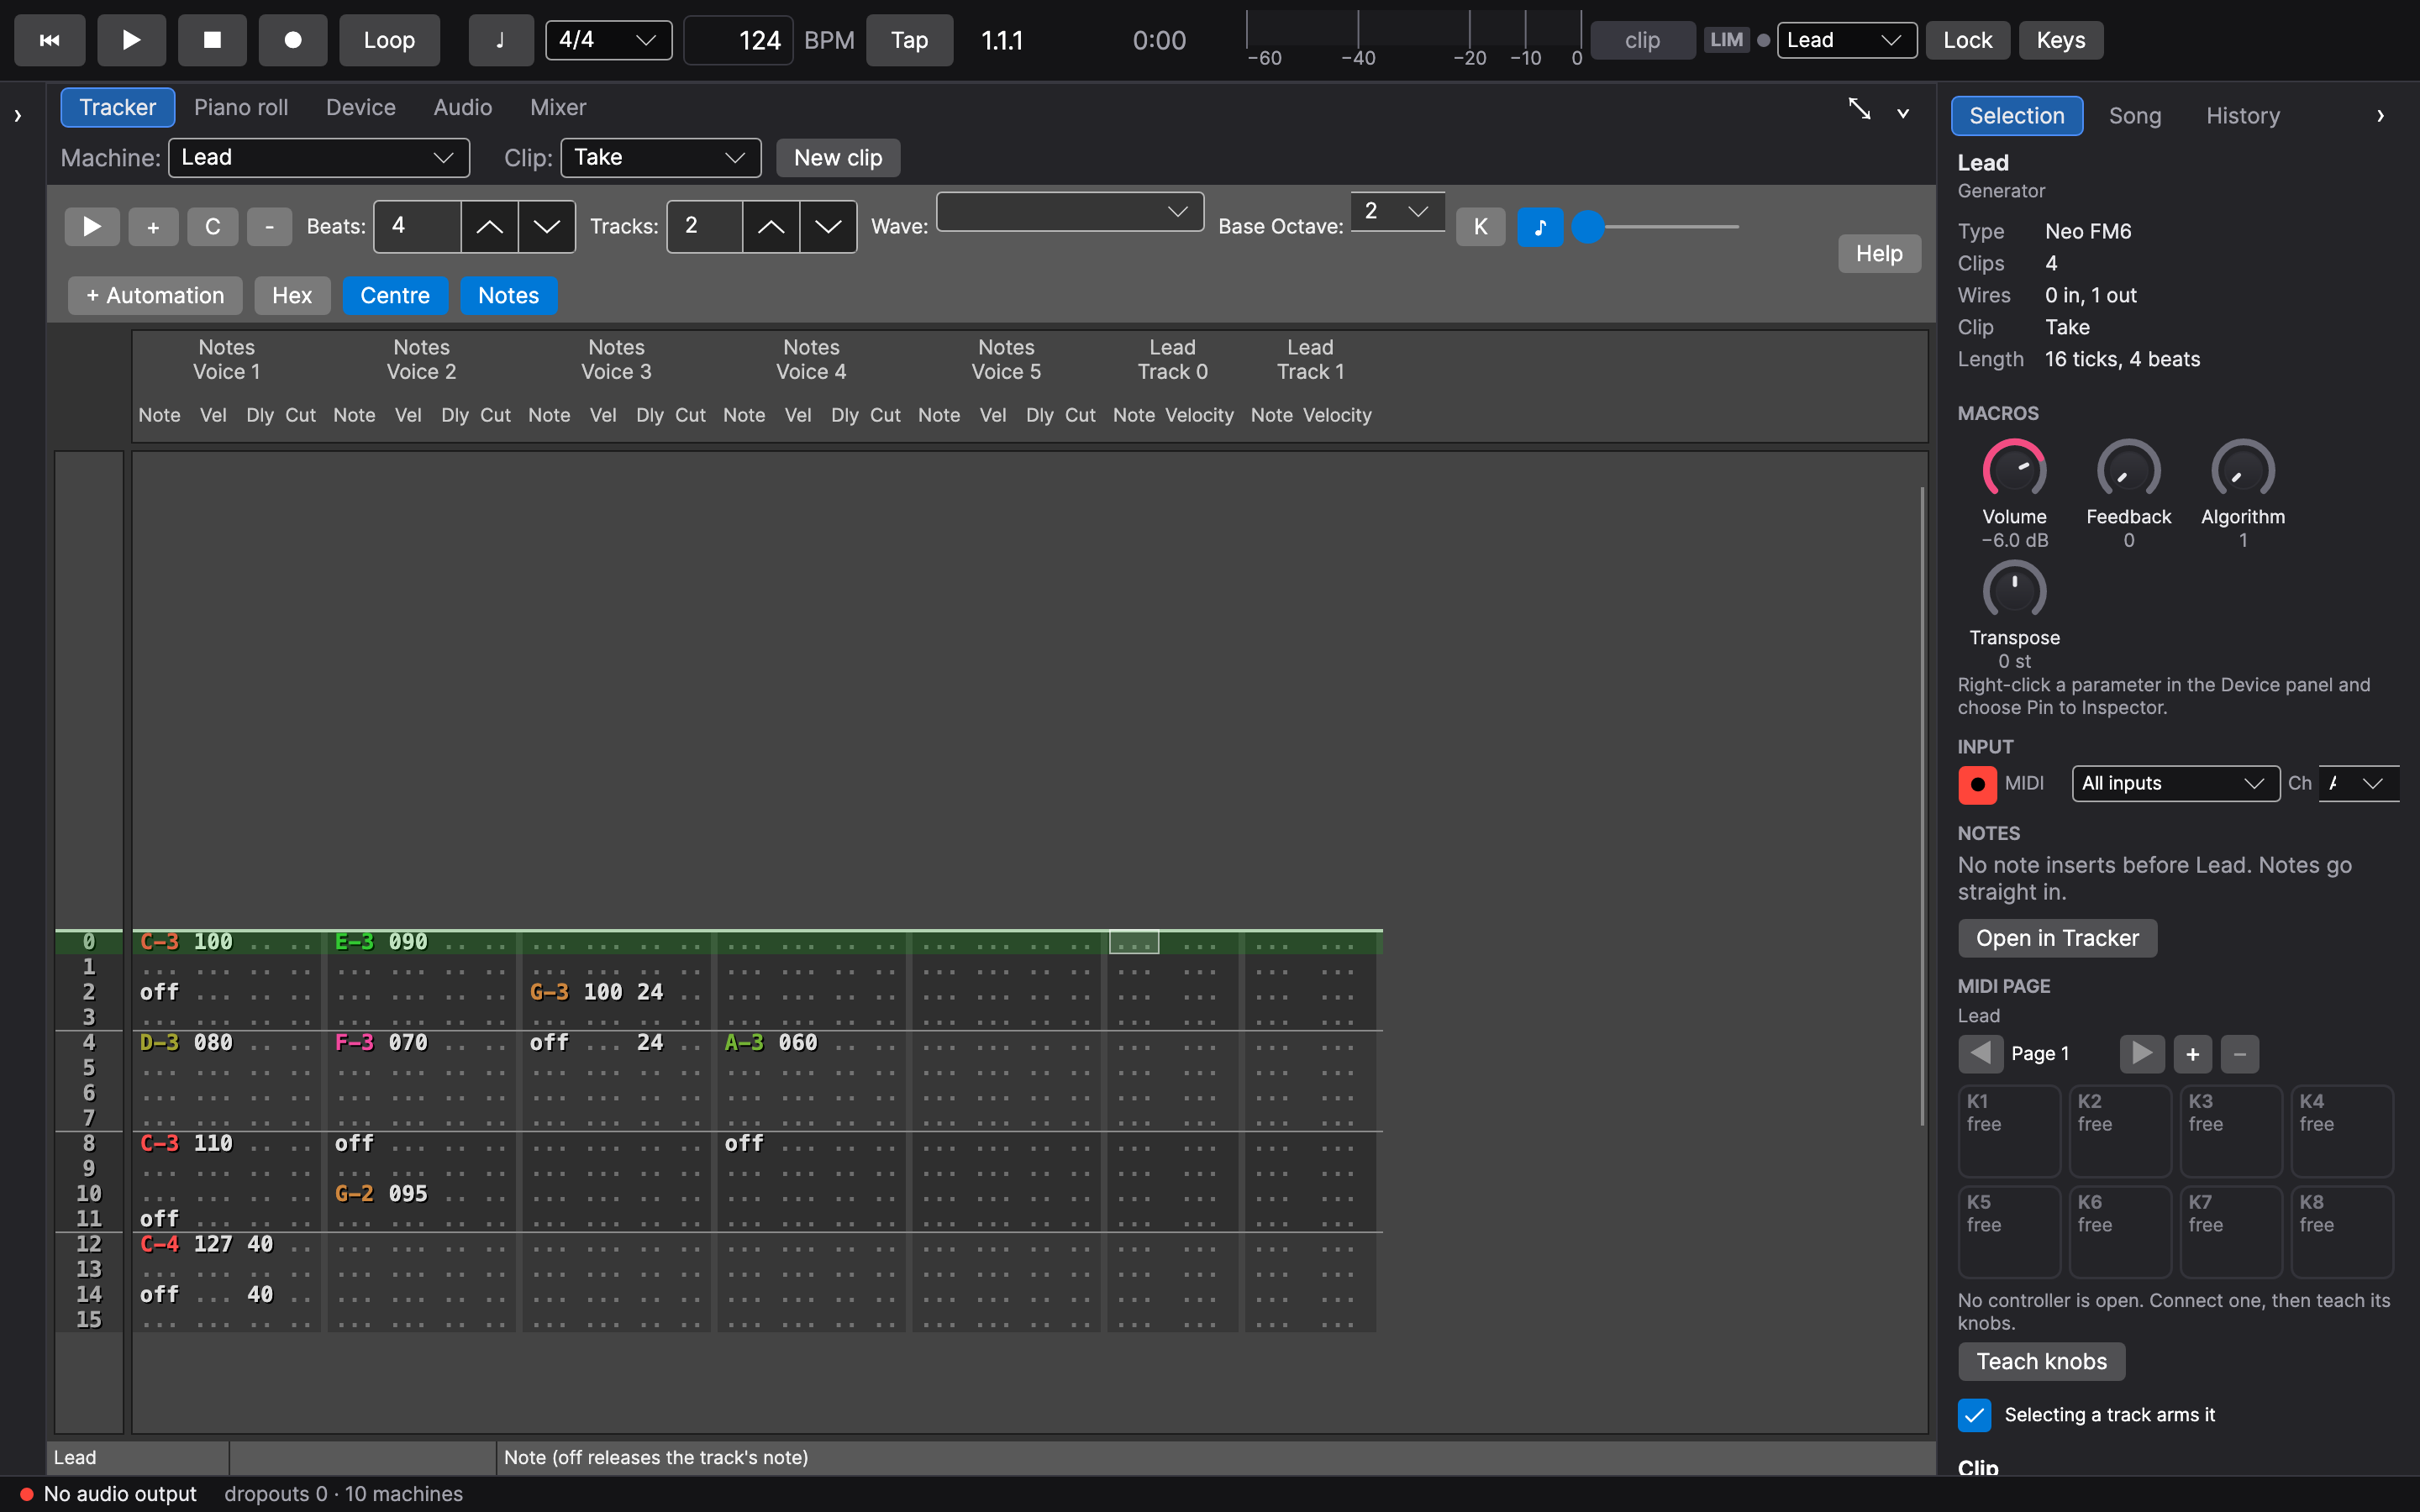 Loop 4/4 124 BPM Tap 1.1.1 0:00 −60 −40 −20 −10 0 clip LIM Lead Lock Keys
Tracker Piano roll Device Audio Mixer
Machine: Lead Clip: Take New clip
+ C - Beats: 4 Tracks: 2 Wave: Base Octave: 2 K Help
+ Automation Hex Centre Notes
Notes Notes Notes Notes Notes Lead Lead
Voice 1 Voice 2 Voice 3 Voice 4 Voice 5 Track 0 Track 1
Note Vel Dly Cut Note Vel Dly Cut Note Vel Dly Cut Note Vel Dly Cut Note Vel Dly Cut Note Velocity Note Velocity
0 C-3 100 E-3 090
1
2 off G-3 100 24
3
4 D-3 080 F-3 070 off 24 A-3 060
5
6
7
8 C-3 110 off off
9
10 G-2 095
11 off
12 C-4 127 40
13
14 off 40
15
Lead Note (off releases the track's note)
No audio output dropouts 0 · 10 machines
Selection Song History
Lead
Generator
Type Neo FM6
Clips 4
Wires 0 in, 1 out
Clip Take
Length 16 ticks, 4 beats
MACROS
Volume Feedback Algorithm
−6.0 dB 0 1
Transpose
0 st
Right-click a parameter in the Device panel and
choose Pin to Inspector.
INPUT
MIDI All inputs Ch
NOTES
No note inserts before Lead. Notes go
straight in.
Open in Tracker
MIDI PAGE
Lead
Page 1 + −
K1 K2 K3 K4
free free free free
K5 K6 K7 K8
free free free free
No controller is open. Connect one, then teach its
knobs.
Teach knobs
Selecting a track arms it
Clip